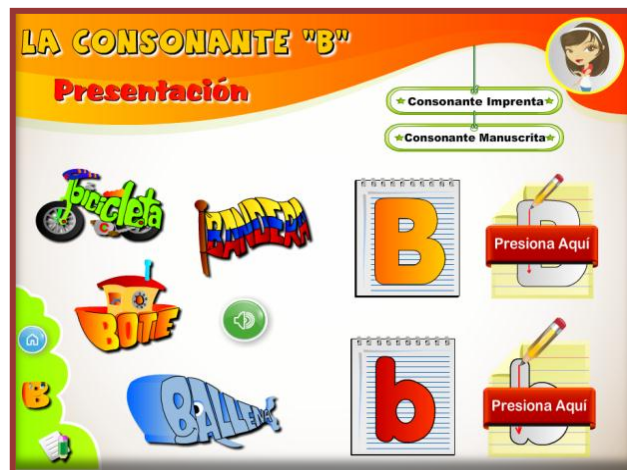 LA CONSONANTE "B"
Presentación
Consonante Imprenta
Consonante Manuscrita
bicicleta
BANDERA
BOTE
BALLENA
B
B
Presiona Aquí
b
b
Presiona Aquí
B